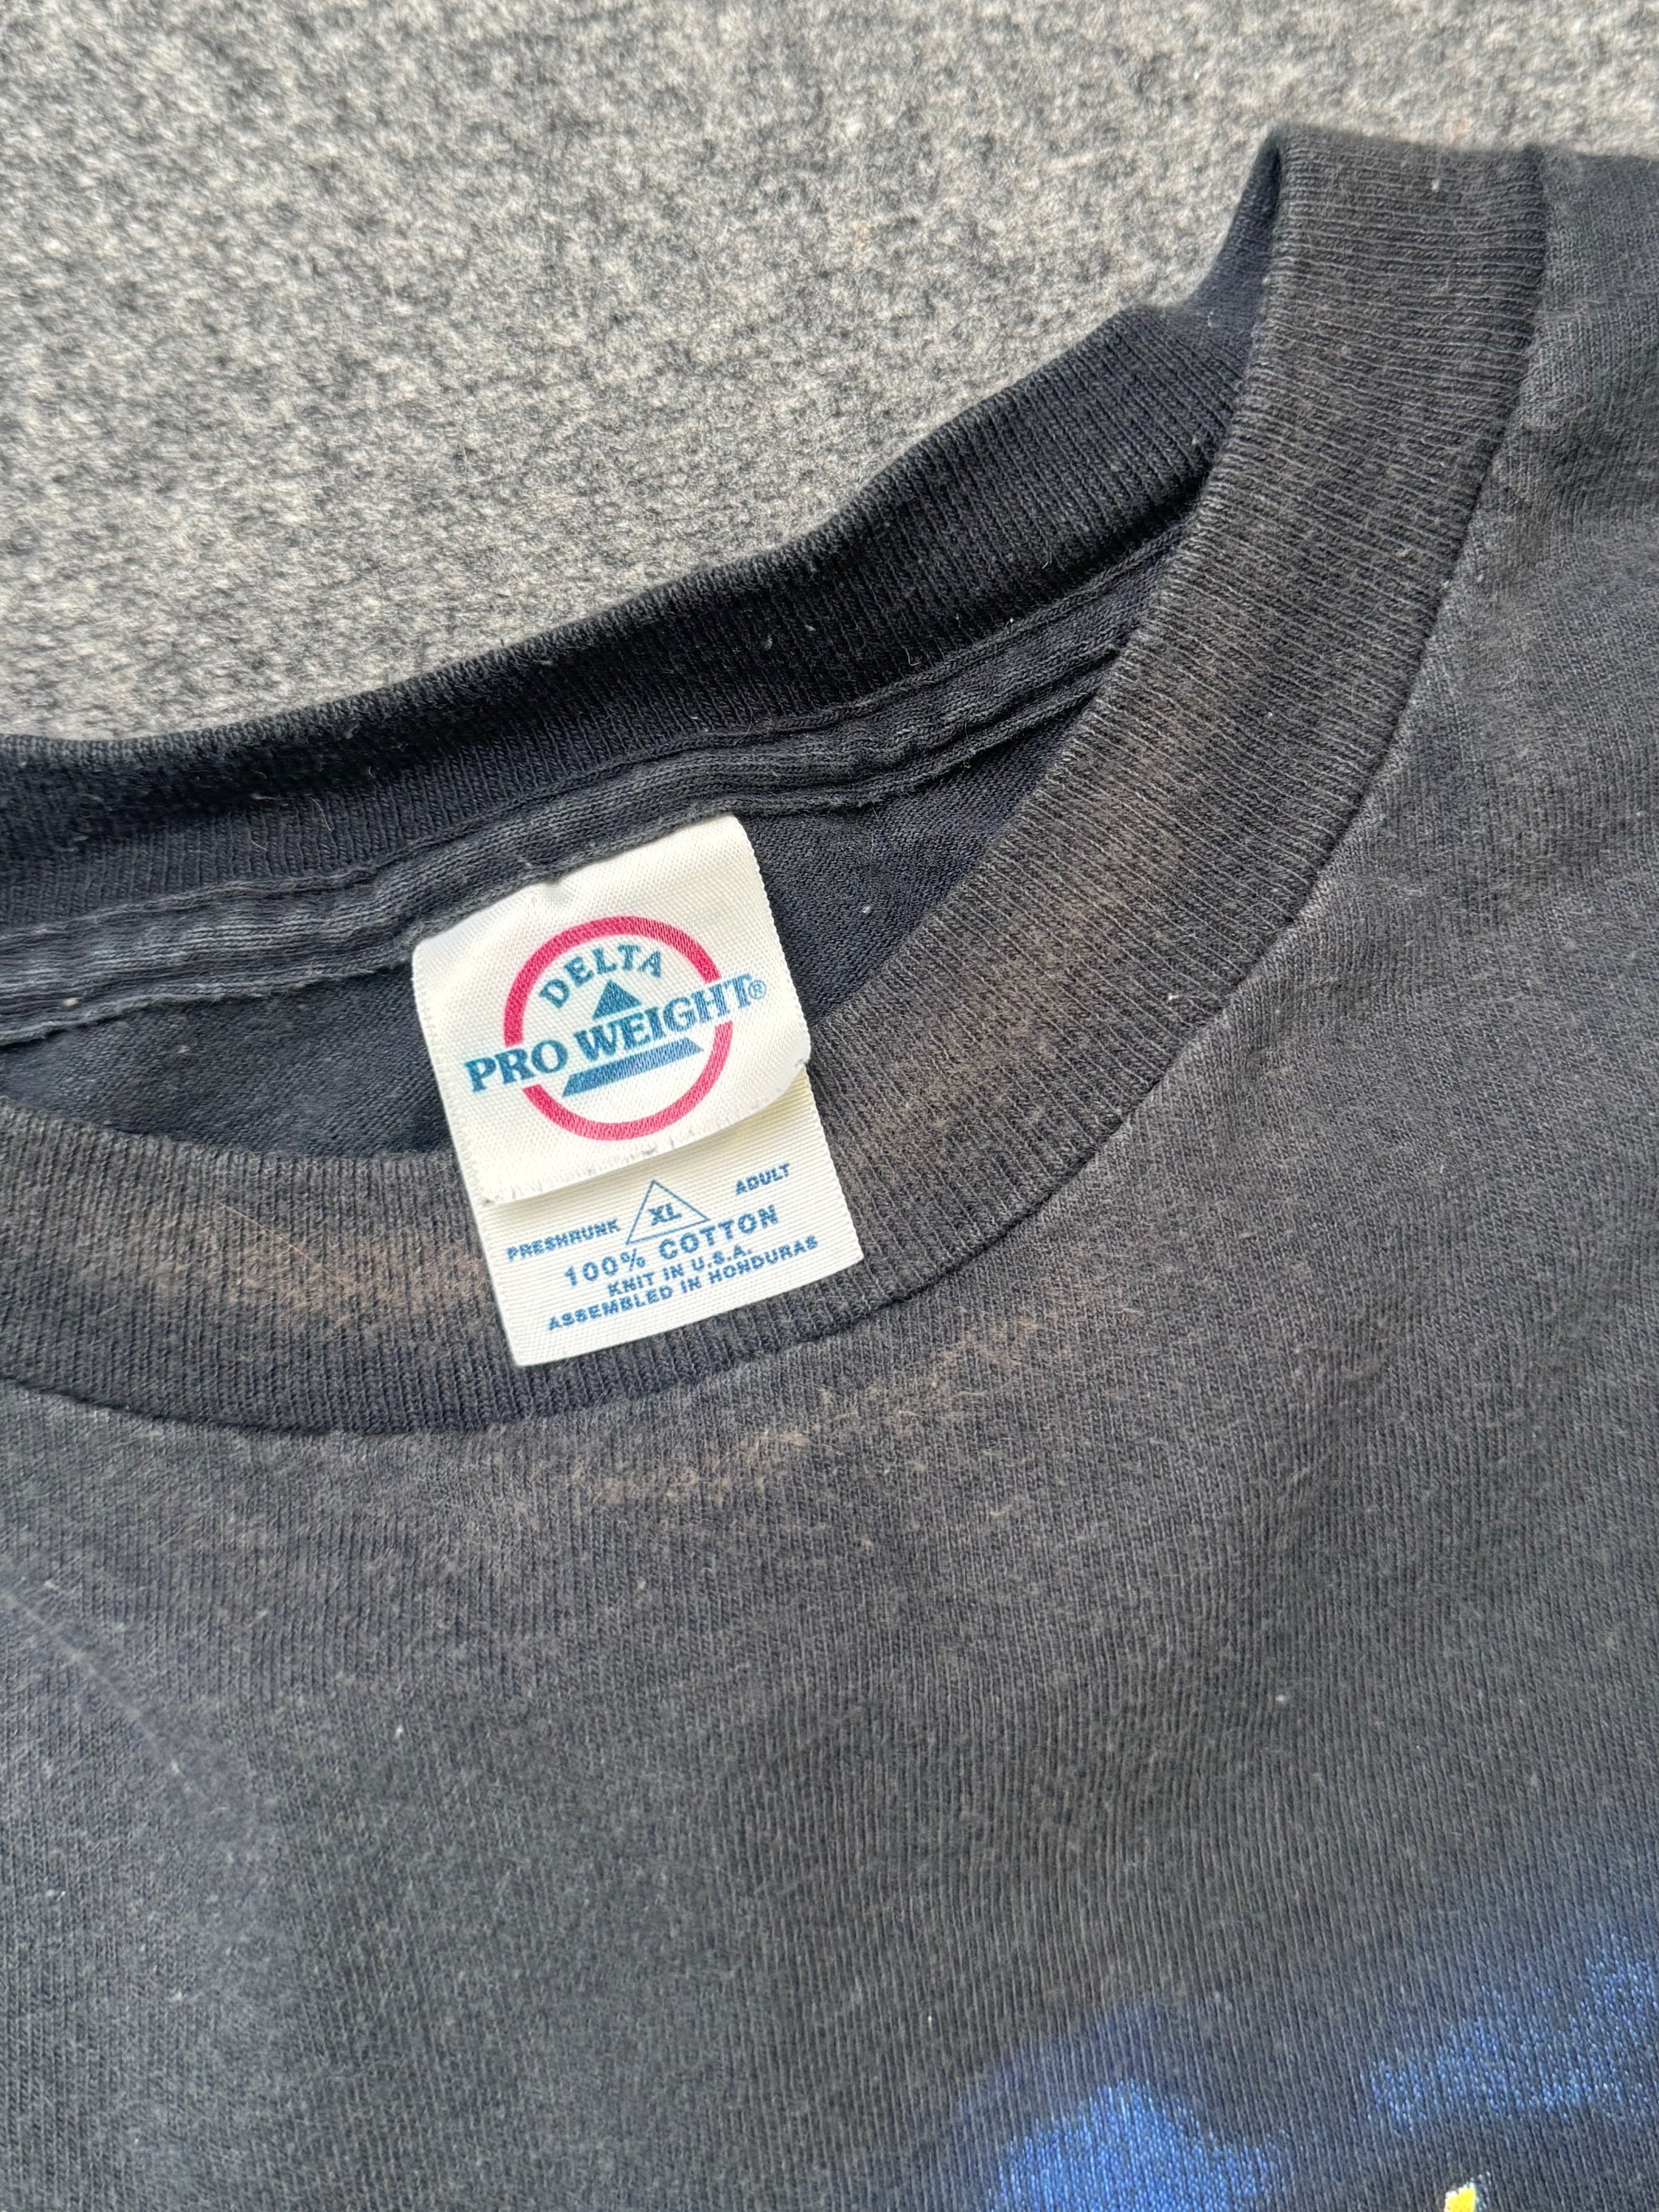 DELTA
PRO WEIGHT®
PRESHRUNK XL ADULT
100% COTTON
KNIT IN U.S.A.
ASSEMBLED IN HONDURAS